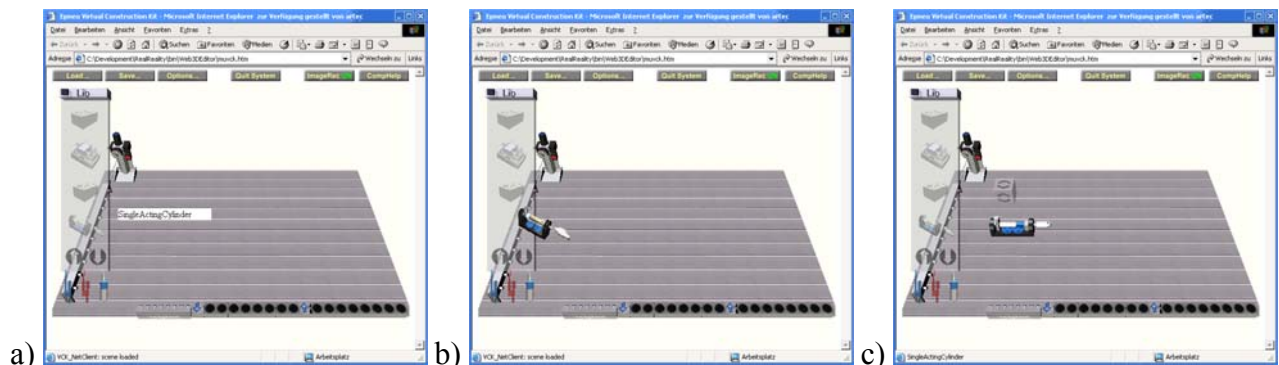 Epneu Virtual Construction Kit - Microsoft Internet Explorer zur Verfügung gestellt von artec
Datei Bearbeiten Ansicht Favoriten Extras ?
Zurück Suchen Favoriten Medien
Adresse C:\Development\RealReality\bin\Web3DEditor\muvck.htm Wechseln zu Links
Load... Save... Options... Quit System ImageRec CompHelp
Lib
SingleActingCylinder
VCK_NetClient: scene loaded Arbeitsplatz
a)
Epneu Virtual Construction Kit - Microsoft Internet Explorer zur Verfügung gestellt von artec
Datei Bearbeiten Ansicht Favoriten Extras ?
Zurück Suchen Favoriten Medien
Adresse C:\Development\RealReality\bin\Web3DEditor\muvck.htm Wechseln zu Links
Load... Save... Options... Quit System ImageRec CompHelp
Lib
VCK_NetClient: scene loaded Arbeitsplatz
b)
Epneu Virtual Construction Kit - Microsoft Internet Explorer zur Verfügung gestellt von artec
Datei Bearbeiten Ansicht Favoriten Extras ?
Zurück Suchen Favoriten Medien
Adresse C:\Development\RealReality\bin\Web3DEditor\muvck.htm Wechseln zu Links
Load... Save... Options... Quit System ImageRec CompHelp
Lib
SingleActingCylinder Arbeitsplatz
c)